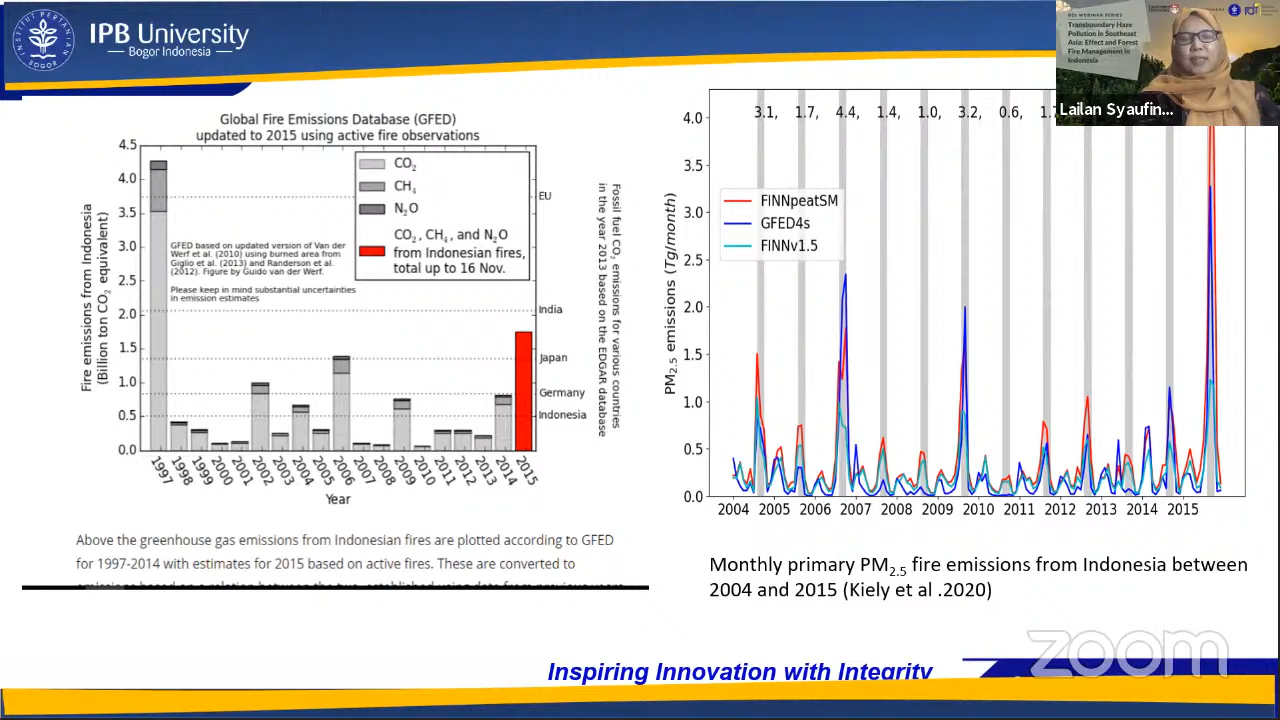 IPB University
Bogor Indonesia
INSTITUT PERTANIAN
BOGOR
RDI WEBINAR SERIES
Transboundary Haze
Pollution in Southeast
Asia: Effect and Forest
Fire Management in
Indonesia
Lailan Syaufin...
Global Fire Emissions Database (GFED)
updated to 2015 using active fire observations
Fire emissions from Indonesia
(Billion ton CO₂ equivalent)
4.5
4.0
3.5
3.0
2.5
2.0
1.5
1.0
0.5
0.0
CO₂
CH₄
N₂O
CO₂, CH₄, and N₂O
from Indonesian fires,
total up to 16 Nov.
GFED based on updated version of Van der
Werf et al. (2010) using burned area from
Giglio et al. (2013) and Randerson et al.
(2012). Figure by Guido van der Werf.
Please keep in mind substantial uncertainties
in emission estimates
EU
India
Japan
Germany
Indonesia
Fossil fuel CO₂ emissions for various countries
in the year 2013 based on the EDGAR database
1997 1998 1999 2000 2001 2002 2003 2004 2005 2006 2007 2008 2009 2010 2011 2012 2013 2014 2015
Year
Above the greenhouse gas emissions from Indonesian fires are plotted according to GFED
for 1997-2014 with estimates for 2015 based on active fires. These are converted to
3.1, 1.7, 4.4, 1.4, 1.0, 3.2, 0.6,
PM₂.₅ emissions (Tg/month)
4.0
3.5
3.0
2.5
2.0
1.5
1.0
0.5
0.0
FINNpeatSM
GFED4s
FINNv1.5
2004 2005 2006 2007 2008 2009 2010 2011 2012 2013 2014 2015
Monthly primary PM₂.₅ fire emissions from Indonesia between
2004 and 2015 (Kiely et al .2020)
zoom
Inspiring Innovation with Integrity